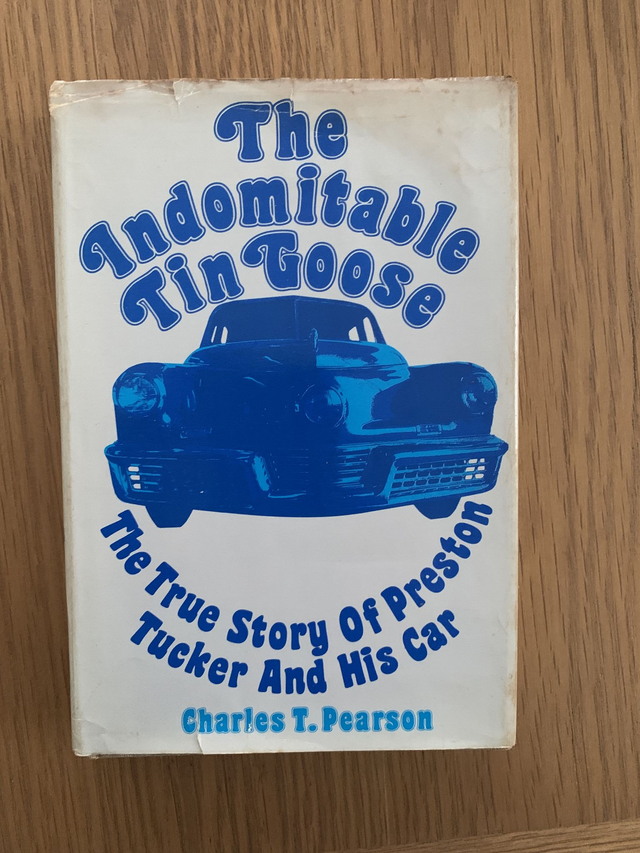 The
Indomitable
Tin Goose
The True Story Of Preston
Tucker And His Car
Charles T. Pearson